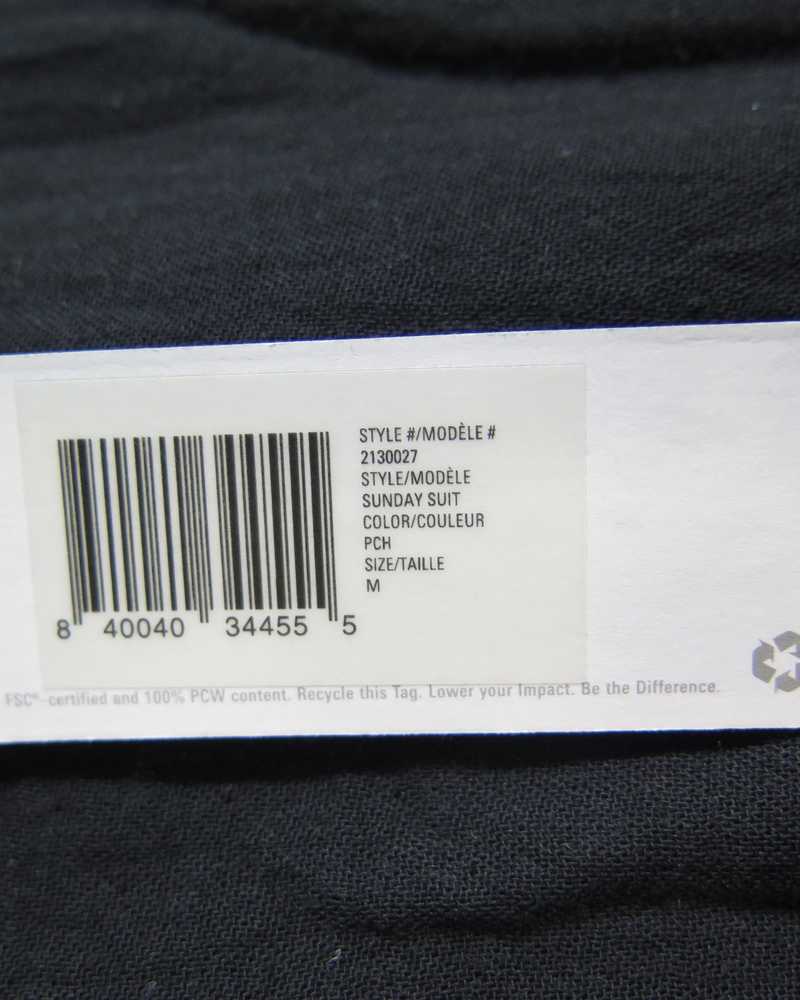 STYLE #/MODÈLE #
2130027
STYLE/MODÈLE
SUNDAY SUIT
COLOR/COULEUR
PCH
SIZE/TAILLE
M
8 40040 34455 5
FSC®-certified and 100% PCW content. Recycle this Tag. Lower your Impact. Be the Difference.